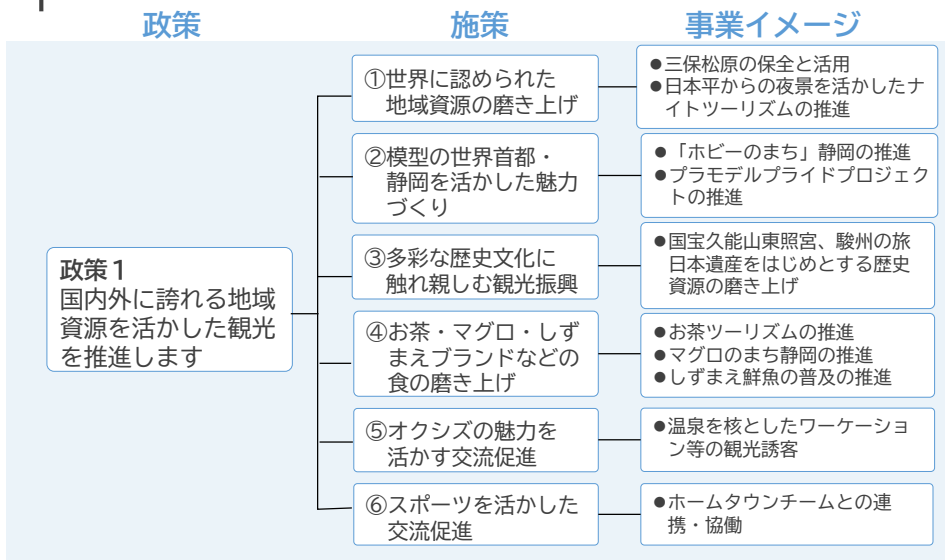 政策 施策 事業イメージ
政策1
国内外に誇れる地域
資源を活かした観光
を推進します
①世界に認められた
地域資源の磨き上げ
●三保松原の保全と活用
●日本平からの夜景を活かしたナ
イトツーリズムの推進
②模型の世界首都・
静岡を活かした魅力
づくり
●「ホビーのまち」静岡の推進
●プラモデルプライドプロジェク
トの推進
③多彩な歴史文化に
触れ親しむ観光振興
●国宝久能山東照宮、駿州の旅
日本遺産をはじめとする歴史
資源の磨き上げ
④お茶・マグロ・しず
まえブランドなどの
食の磨き上げ
●お茶ツーリズムの推進
●マグロのまち静岡の推進
●しずまえ鮮魚の普及の推進
⑤オクシズの魅力を
活かす交流促進
●温泉を核としたワーケーショ
ン等の観光誘客
⑥スポーツを活かした
交流促進
●ホームタウンチームとの連
携・協働